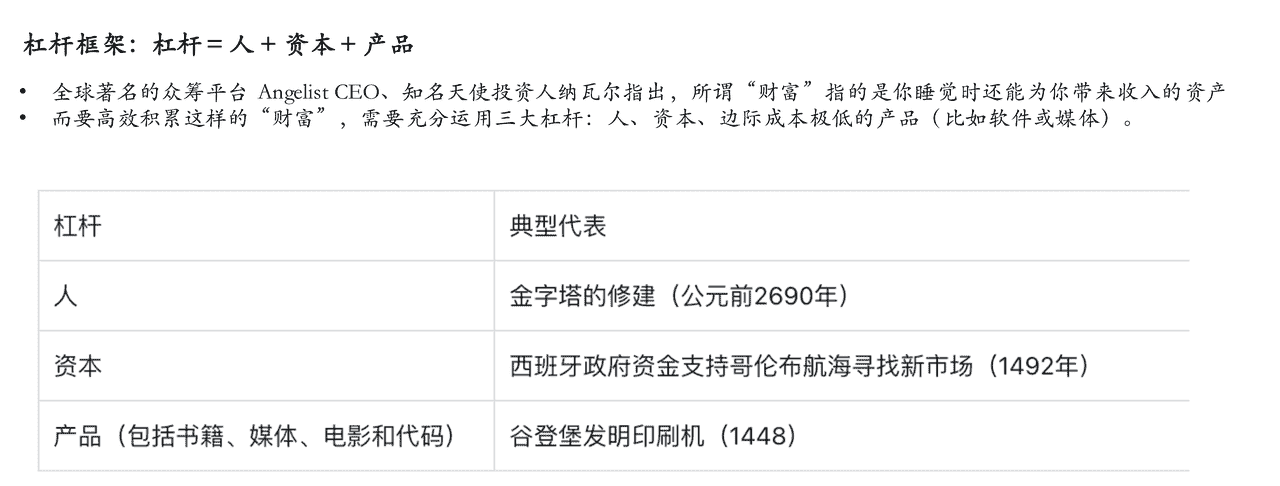 杠杆框架：杠杆＝人＋资本＋产品
• 全球著名的众筹平台 Angelist CEO、知名天使投资人纳瓦尔指出，所谓“财富”指的是你睡觉时还能为你带来收入的资产
• 而要高效积累这样的“财富”，需要充分运用三大杠杆：人、资本、边际成本极低的产品（比如软件或媒体）。
杠杆 典型代表
人 金字塔的修建（公元前2690年）
资本 西班牙政府资金支持哥伦布航海寻找新市场（1492年）
产品（包括书籍、媒体、电影和代码） 谷登堡发明印刷机（1448）